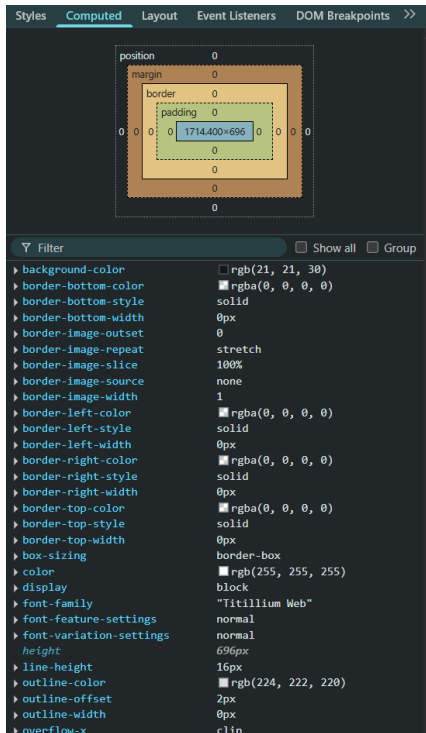 Styles Computed Layout Event Listeners DOM Breakpoints
position 0
margin 0
border 0
padding 0
0 0 0 0 1714.400×696 0 0 0 0
0
0
0
0
Filter Show all Group
background-color rgb(21, 21, 30)
border-bottom-color rgba(0, 0, 0, 0)
border-bottom-style solid
border-bottom-width 0px
border-image-outset 0
border-image-repeat stretch
border-image-slice 100%
border-image-source none
border-image-width 1
border-left-color rgba(0, 0, 0, 0)
border-left-style solid
border-left-width 0px
border-right-color rgba(0, 0, 0, 0)
border-right-style solid
border-right-width 0px
border-top-color rgba(0, 0, 0, 0)
border-top-style solid
border-top-width 0px
box-sizing border-box
color rgb(255, 255, 255)
display block
font-family "Titillium Web"
font-feature-settings normal
font-variation-settings normal
height 696px
line-height 16px
outline-color rgb(224, 222, 220)
outline-offset 2px
outline-width 0px
overflow-x clip